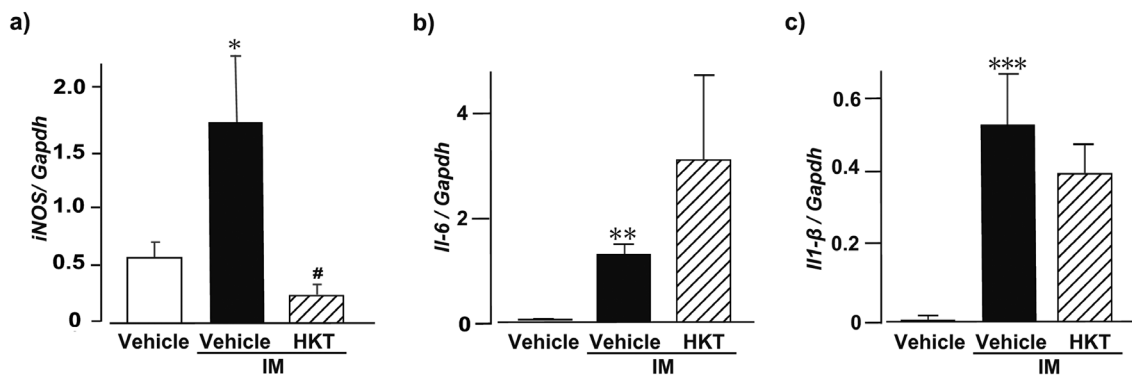 a)
iNOS/ Gapdh
2.0
1.5
1.0
0.5
0
*
#
Vehicle Vehicle HKT
IM
b)
Il-6 / Gapdh
4
2
0
**
Vehicle Vehicle HKT
IM
c)
Il1-β / Gapdh
0.6
0.4
0.2
0
***
Vehicle Vehicle HKT
IM